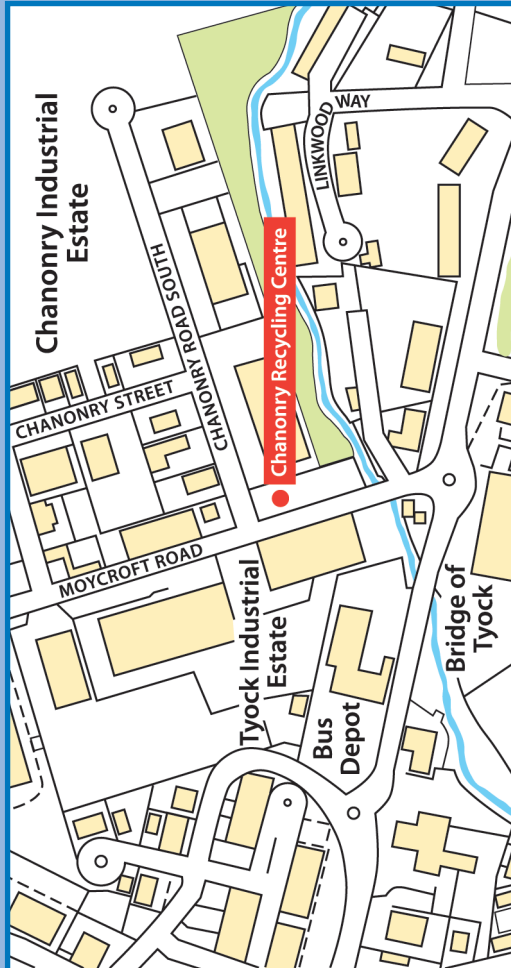 Chanonry Industrial
Estate
LINKWOOD WAY
CHANONRY ROAD SOUTH
Chanonry Recycling Centre
CHANONRY STREET
MOYCROFT ROAD
Tyock Industrial
Estate
Bus
Depot
Bridge of
Tyock